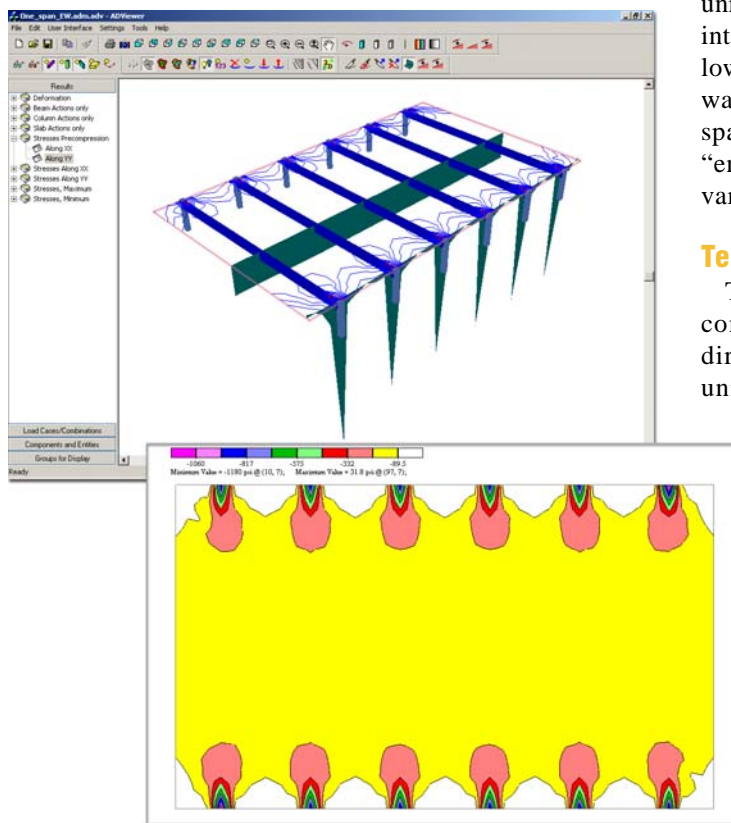 One_span_EW.adm.adv - ADViewer
File Edit User Interface Settings Tools Help
Results
Deformation
Beam Actions only
Column Actions only
Slab Actions only
Stresses Precompression
Along XX
Along YY
Stresses Along XX
Stresses Along YY
Stresses, Maximum
Stresses, Minimum
Load Cases/Combinations
Components and Entities
Groups for Display
Ready
-1060 -817 -575 -332 -89.5
Minimum Value = -1180 psi @ (10, 7); Maximum Value = 31.8 psi @ (97, 7);
int
low
wa
spa
“er
var
Te
T
cor
dir